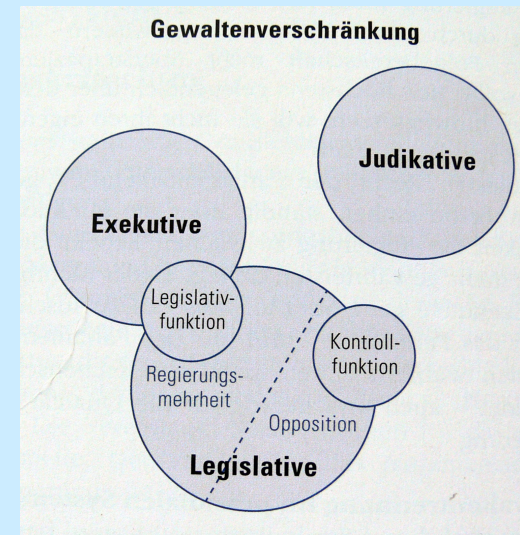 Gewaltenverschränkung
Judikative
Exekutive
Legislativ-
funktion
Kontroll-
funktion
Regierungs-
mehrheit
Opposition
Legislative